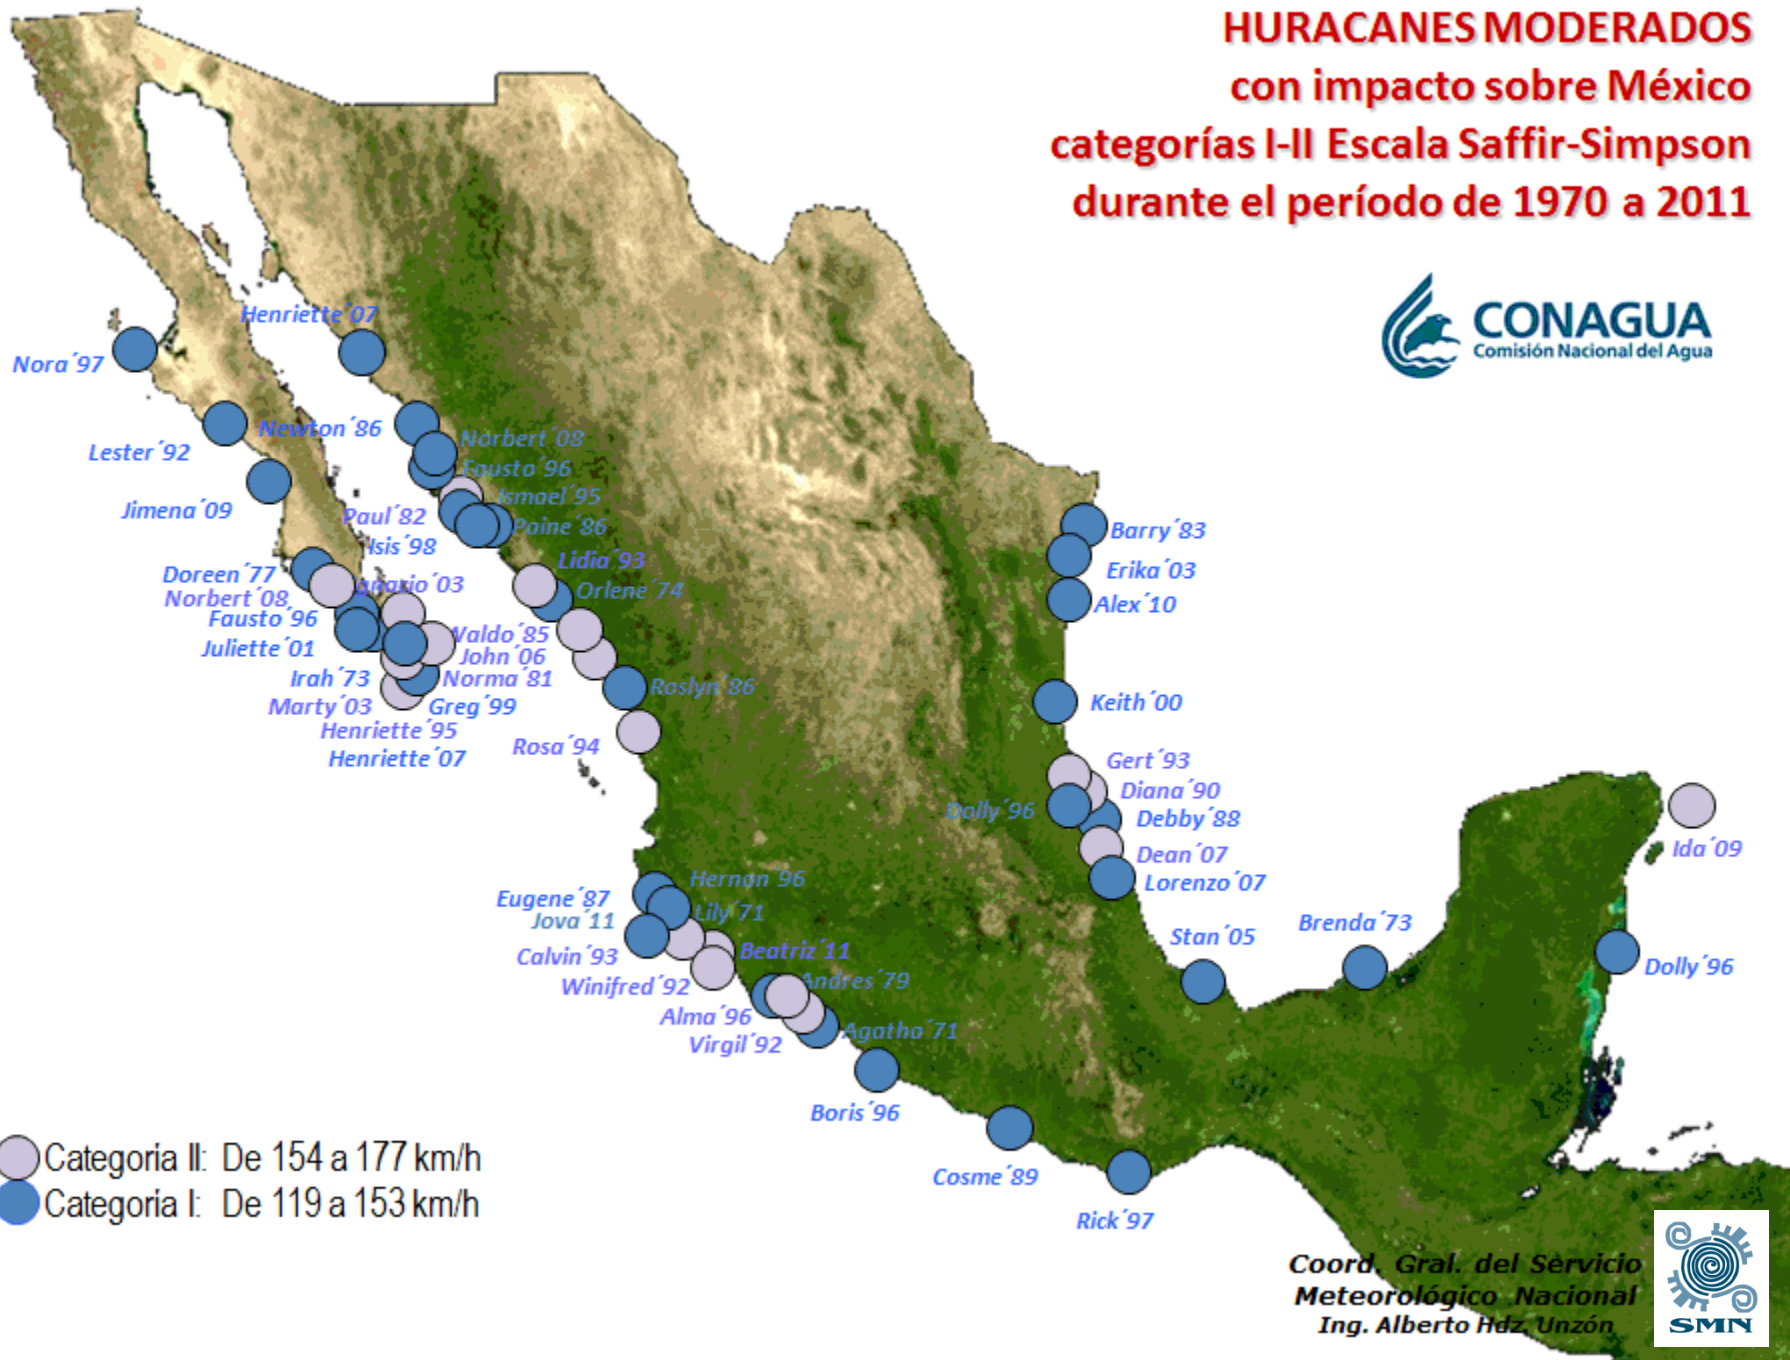 HURACANES MODERADOS
con impacto sobre México
categorías I-II Escala Saffir-Simpson
durante el período de 1970 a 2011
CONAGUA
Comisión Nacional del Agua
Henriette´07
Nora´97
Newton´86
Norbert´08
Lester´92
Fausto´96
Ismael´95
Jimena´09
Paul´82
Paine´86
Isis´98
Lidia´93
Doreen´77
´03
Orlene´74
Norbert´08
Fausto´96
Waldo´85
Juliette´01
John´06
Irah´73
Norma´81
Roslyn´86
Marty´03
Greg´99
Henriette´95
Rosa´94
Henriette´07
Barry´83
Erika´03
Alex´10
Keith´00
Gert´93
Diana´90
Dolly´96
Debby´88
Dean´07
Lorenzo´07
Ida´09
Hernan´96
Eugene´87
Lily´71
Jova´11
Calvin´93
Beatriz´11
Winifred´92
Andres´79
Alma´96
Virgil´92
Agatha´71
Stan´05
Brenda´73
Dolly´96
Boris´96
Cosme´89
Rick´97
Categoria II: De 154 a 177 km/h
Categoria I: De 119 a 153 km/h
Coord. Gral. del Servicio
Meteorológico Nacional
Ing. Alberto Hdz. Unzón
SMN